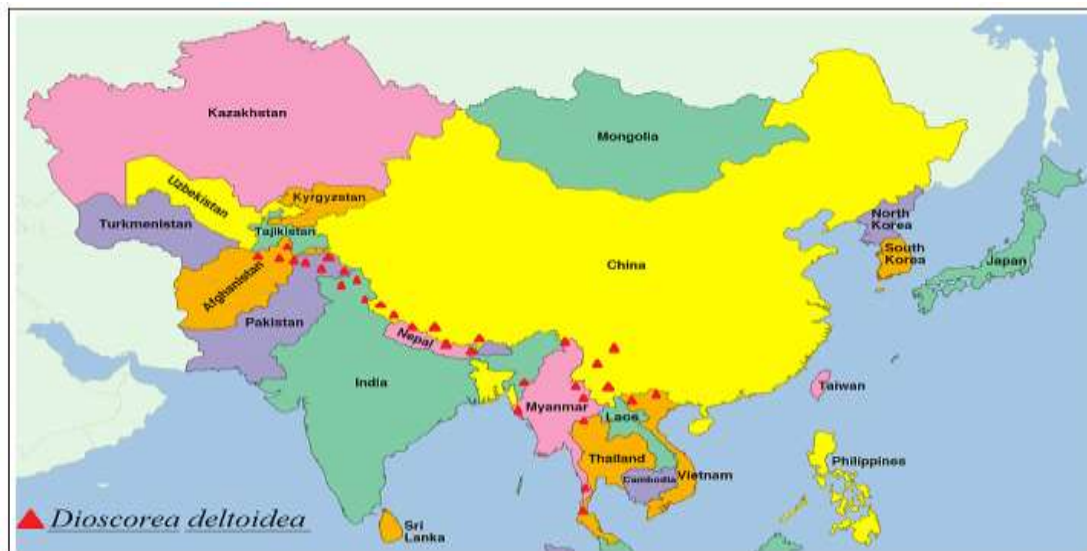 Kazakhstan
Mongolia
Uzbekistan
Kyrgyzstan
Turkmenistan
Tajikistan
North
Korea
South
Korea
Japan
China
Afghanistan
Pakistan
Nepal
India
Myanmar
Laos
Taiwan
Thailand
Cambodia
Vietnam
Philippines
Dioscorea deltoidea
Sri
Lanka